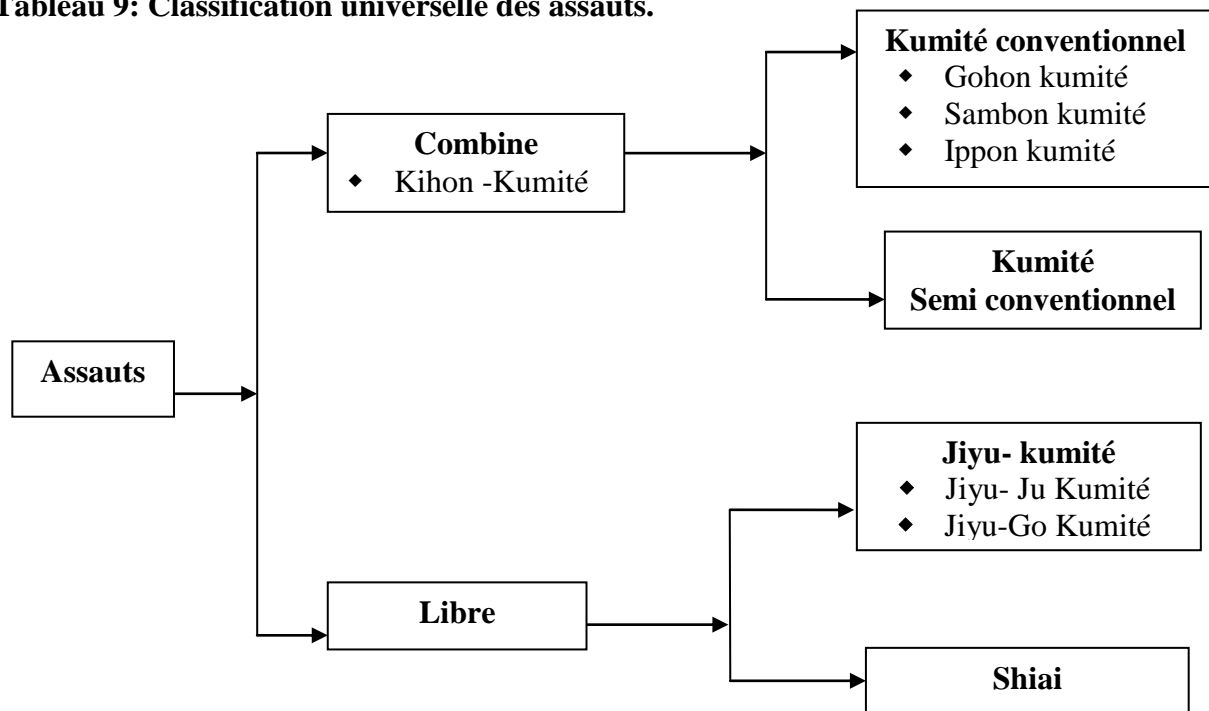 Tableau 9: Classification universelle des assauts.
Kumité conventionnel
◆ Gohon kumité
◆ Sambon kumité
◆ Ippon kumité
Combine
◆ Kihon -Kumité
Kumité
Semi conventionnel
Assauts
Jiyu- kumité
◆ Jiyu- Ju Kumité
◆ Jiyu-Go Kumité
Libre
Shiai